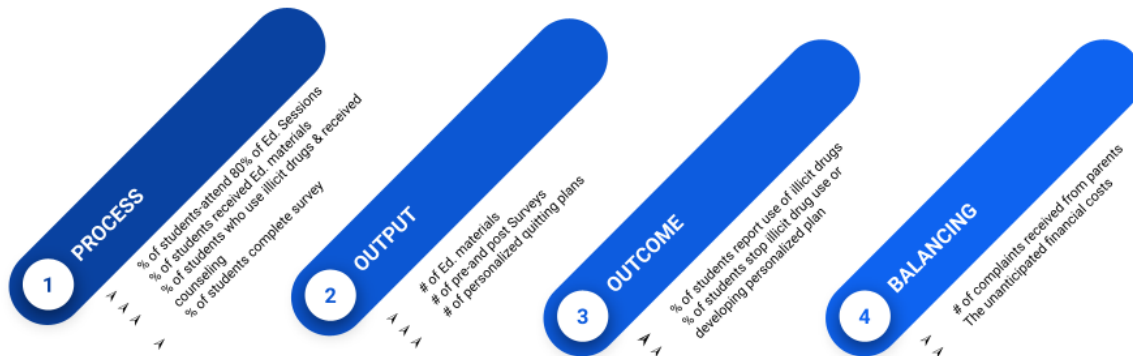 1
PROCESS
% of students-attend 80% of Ed. Sessions
% of students received Ed. materials
% of students who use illicit drugs & received
counseling
% of students complete survey
2
OUTPUT
# of Ed. materials
# of pre-and post Surveys
# of personalized quitting plans
3
OUTCOME
% of students report use of illicit drugs
% of students stop illicit drug use or
developing personalized plan
4
BALANCING
# of complaints received from parents
The unanticipated financial costs